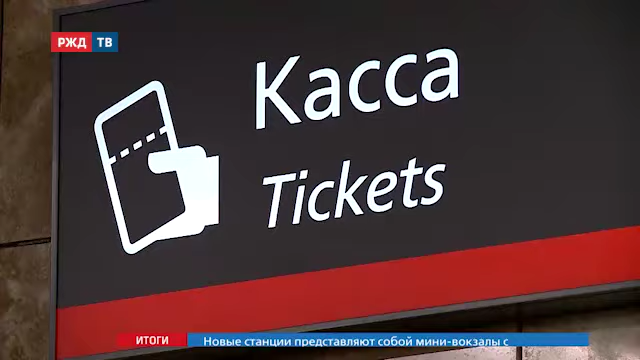 РЖД ТВ
Касса
Tickets
ИТОГИ Новые станции представляют собой мини-вокзалы с